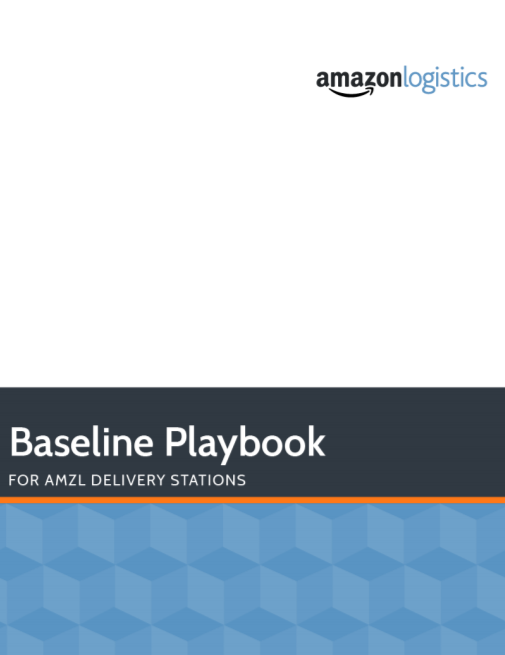 amazonlogistics
Baseline Playbook
FOR AMZL DELIVERY STATIONS